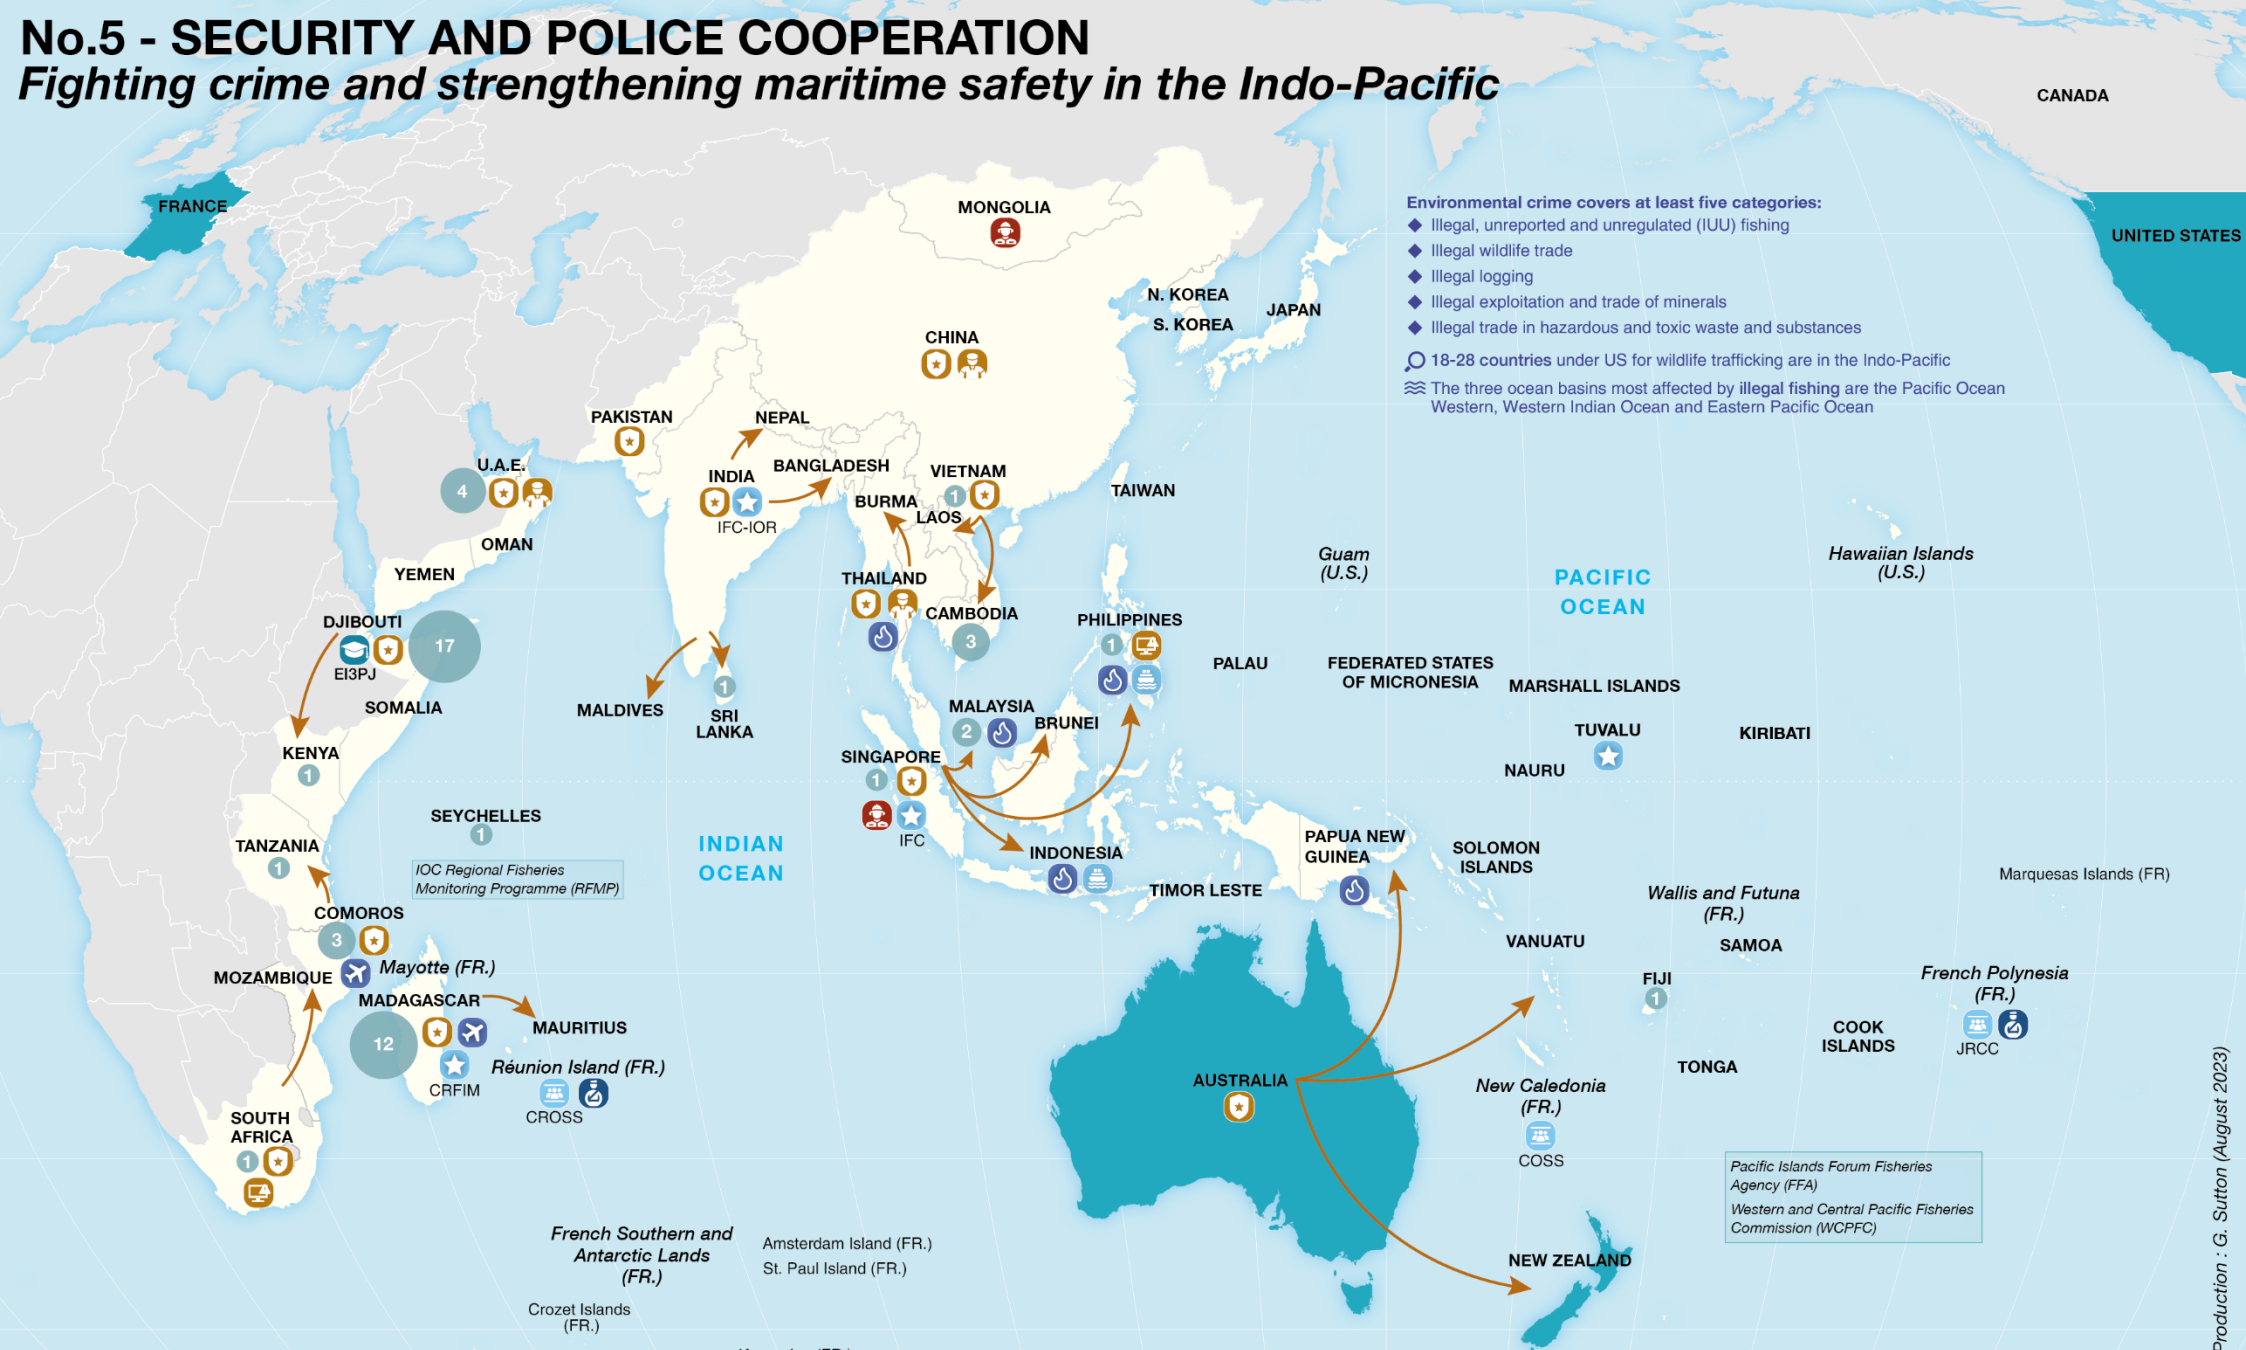 No.5 - SECURITY AND POLICE COOPERATION
Fighting crime and strengthening maritime safety in the Indo-Pacific
CANADA
FRANCE
MONGOLIA
Environmental crime covers at least five categories:
Illegal, unreported and unregulated (IUU) fishing
Illegal wildlife trade
Illegal logging
Illegal exploitation and trade of minerals
Illegal trade in hazardous and toxic waste and substances
18-28 countries under US for wildlife trafficking are in the Indo-Pacific
The three ocean basins most affected by illegal fishing are the Pacific Ocean
Western, Western Indian Ocean and Eastern Pacific Ocean
UNITED STATES
N. KOREA
S. KOREA
JAPAN
CHINA
PAKISTAN
NEPAL
U.A.E.
4
INDIA
IFC-IOR
BANGLADESH
VIETNAM
1
BURMA
LAOS
TAIWAN
OMAN
YEMEN
Guam
(U.S.)
PACIFIC
OCEAN
Hawaiian Islands
(U.S.)
THAILAND
CAMBODIA
3
PHILIPPINES
1
DJIBOUTI
EI3PJ
17
SOMALIA
PALAU
FEDERATED STATES
OF MICRONESIA
MARSHALL ISLANDS
MALDIVES
1
SRI
LANKA
MALAYSIA
2
BRUNEI
TUVALU
KIRIBATI
NAURU
KENYA
1
SINGAPORE
1
IFC
SEYCHELLES
1
IOC Regional Fisheries
Monitoring Programme (RFMP)
TANZANIA
1
INDIAN
OCEAN
INDONESIA
TIMOR LESTE
PAPUA NEW
GUINEA
SOLOMON
ISLANDS
Marquesas Islands (FR)
Wallis and Futuna
(FR.)
SAMOA
VANUATU
COMOROS
3
Mayotte (FR.)
MOZAMBIQUE
MADAGASCAR
12
CRFIM
MAURITIUS
Réunion Island (FR.)
CROSS
FIJI
1
French Polynesia
(FR.)
JRCC
COOK
ISLANDS
TONGA
AUSTRALIA
New Caledonia
(FR.)
COSS
SOUTH
AFRICA
1
Pacific Islands Forum Fisheries
Agency (FFA)
Western and Central Pacific Fisheries
Commission (WCPFC)
French Southern and
Antarctic Lands
(FR.)
Amsterdam Island (FR.)
St. Paul Island (FR.)
NEW ZEALAND
Crozet Islands
(FR.)
Production : G. Sutton (August 2023)